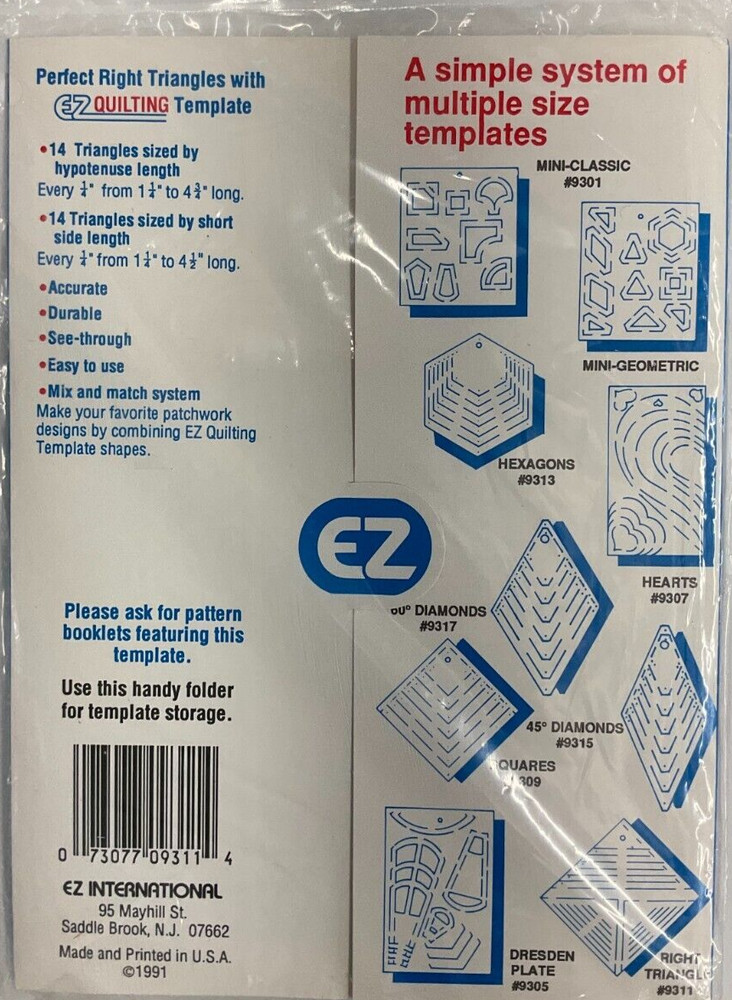 Perfect Right Triangles with
EZ QUILTING Template
•14 Triangles sized by
hypotenuse length
Every ¼" from 1¼" to 4¾" long.
•14 Triangles sized by short
side length
Every ¼" from 1¼" to 4½" long.
•Accurate
•Durable
•See-through
•Easy to use
•Mix and match system
Make your favorite patchwork
designs by combining EZ Quilting
Template shapes.
Please ask for pattern
booklets featuring this
template.
Use this handy folder
for template storage.
0 73077 09311 4
EZ INTERNATIONAL
95 Mayhill St.
Saddle Brook, N.J. 07662
Made and Printed in U.S.A.
©1991
EZ
A simple system of
multiple size
templates
MINI-CLASSIC
#9301
MINI-GEOMETRIC
HEXAGONS
#9313
HEARTS
#9307
60° DIAMONDS
#9317
45° DIAMONDS
#9315
QUARES
309
DRESDEN
PLATE
#9305
RIGHT
TRIANGL
#9311